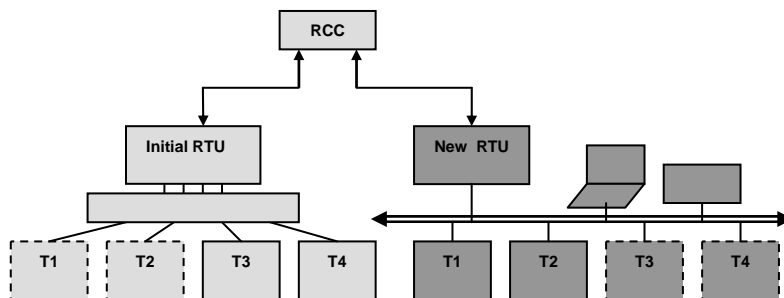 RCC
Initial RTU
New RTU
T1 T2 T3 T4 T1 T2 T3 T4